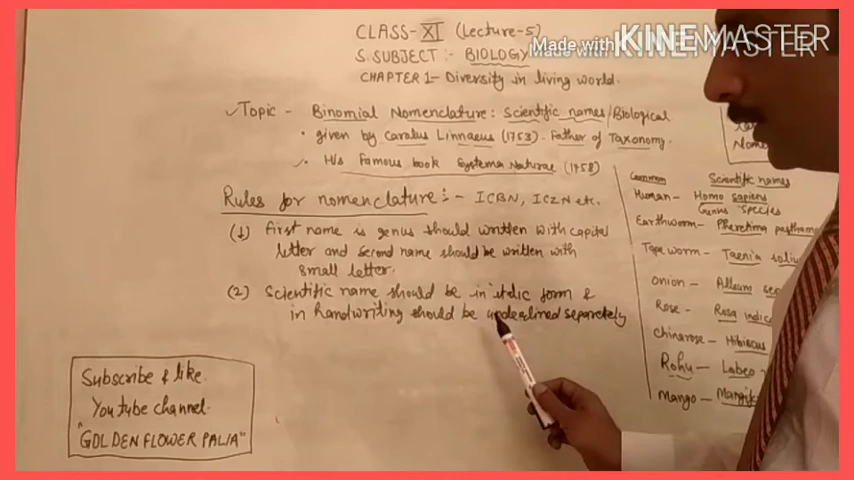 CLASS-XI (Lecture-5)
S. SUBJECT :- BIOLOGY
Made with KINEMASTER
CHAPTER 1- Diversity in living world.
Topic - Binomial Nomenclature: Scientific names/Biological
• given by Carolus Linnaeus (1753). Father of Taxonomy.
• His Famous book Systema Naturae (1758)
Rules for nomenclature :- ICBN, ICZN etc.
(1) First name is genus should written with capital
letter and second name should be written with
small letter.
(2) Scientific name should be in italic form &
in handwriting should be underlined separately
Common Scientific names
Human- Homo sapiens
Genus Species
Earthworm- Pheretima
Tapeworm- Taenia
Onion- Allium
Rose- Rosa
Chinarose- Hibiscus
Rohu- Labeo
Mango-
Subscribe & like
Youtube channel
"GOLDEN FLOWER PALIA"